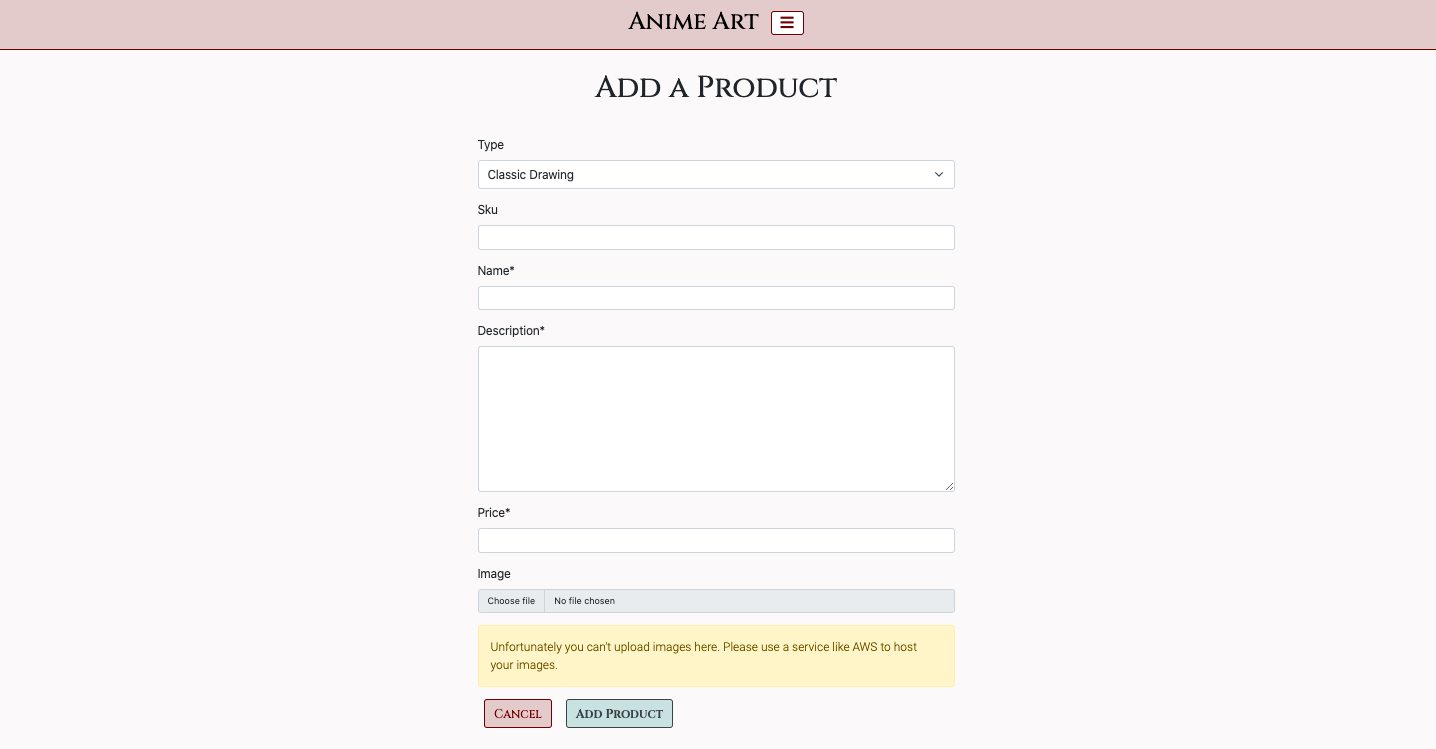 Anime Art
Add a Product
Type
Classic Drawing
Sku
Name*
Description*
Price*
Image
Choose file No file chosen
Unfortunately you can't upload images here. Please use a service like AWS to host
your images.
Cancel Add Product